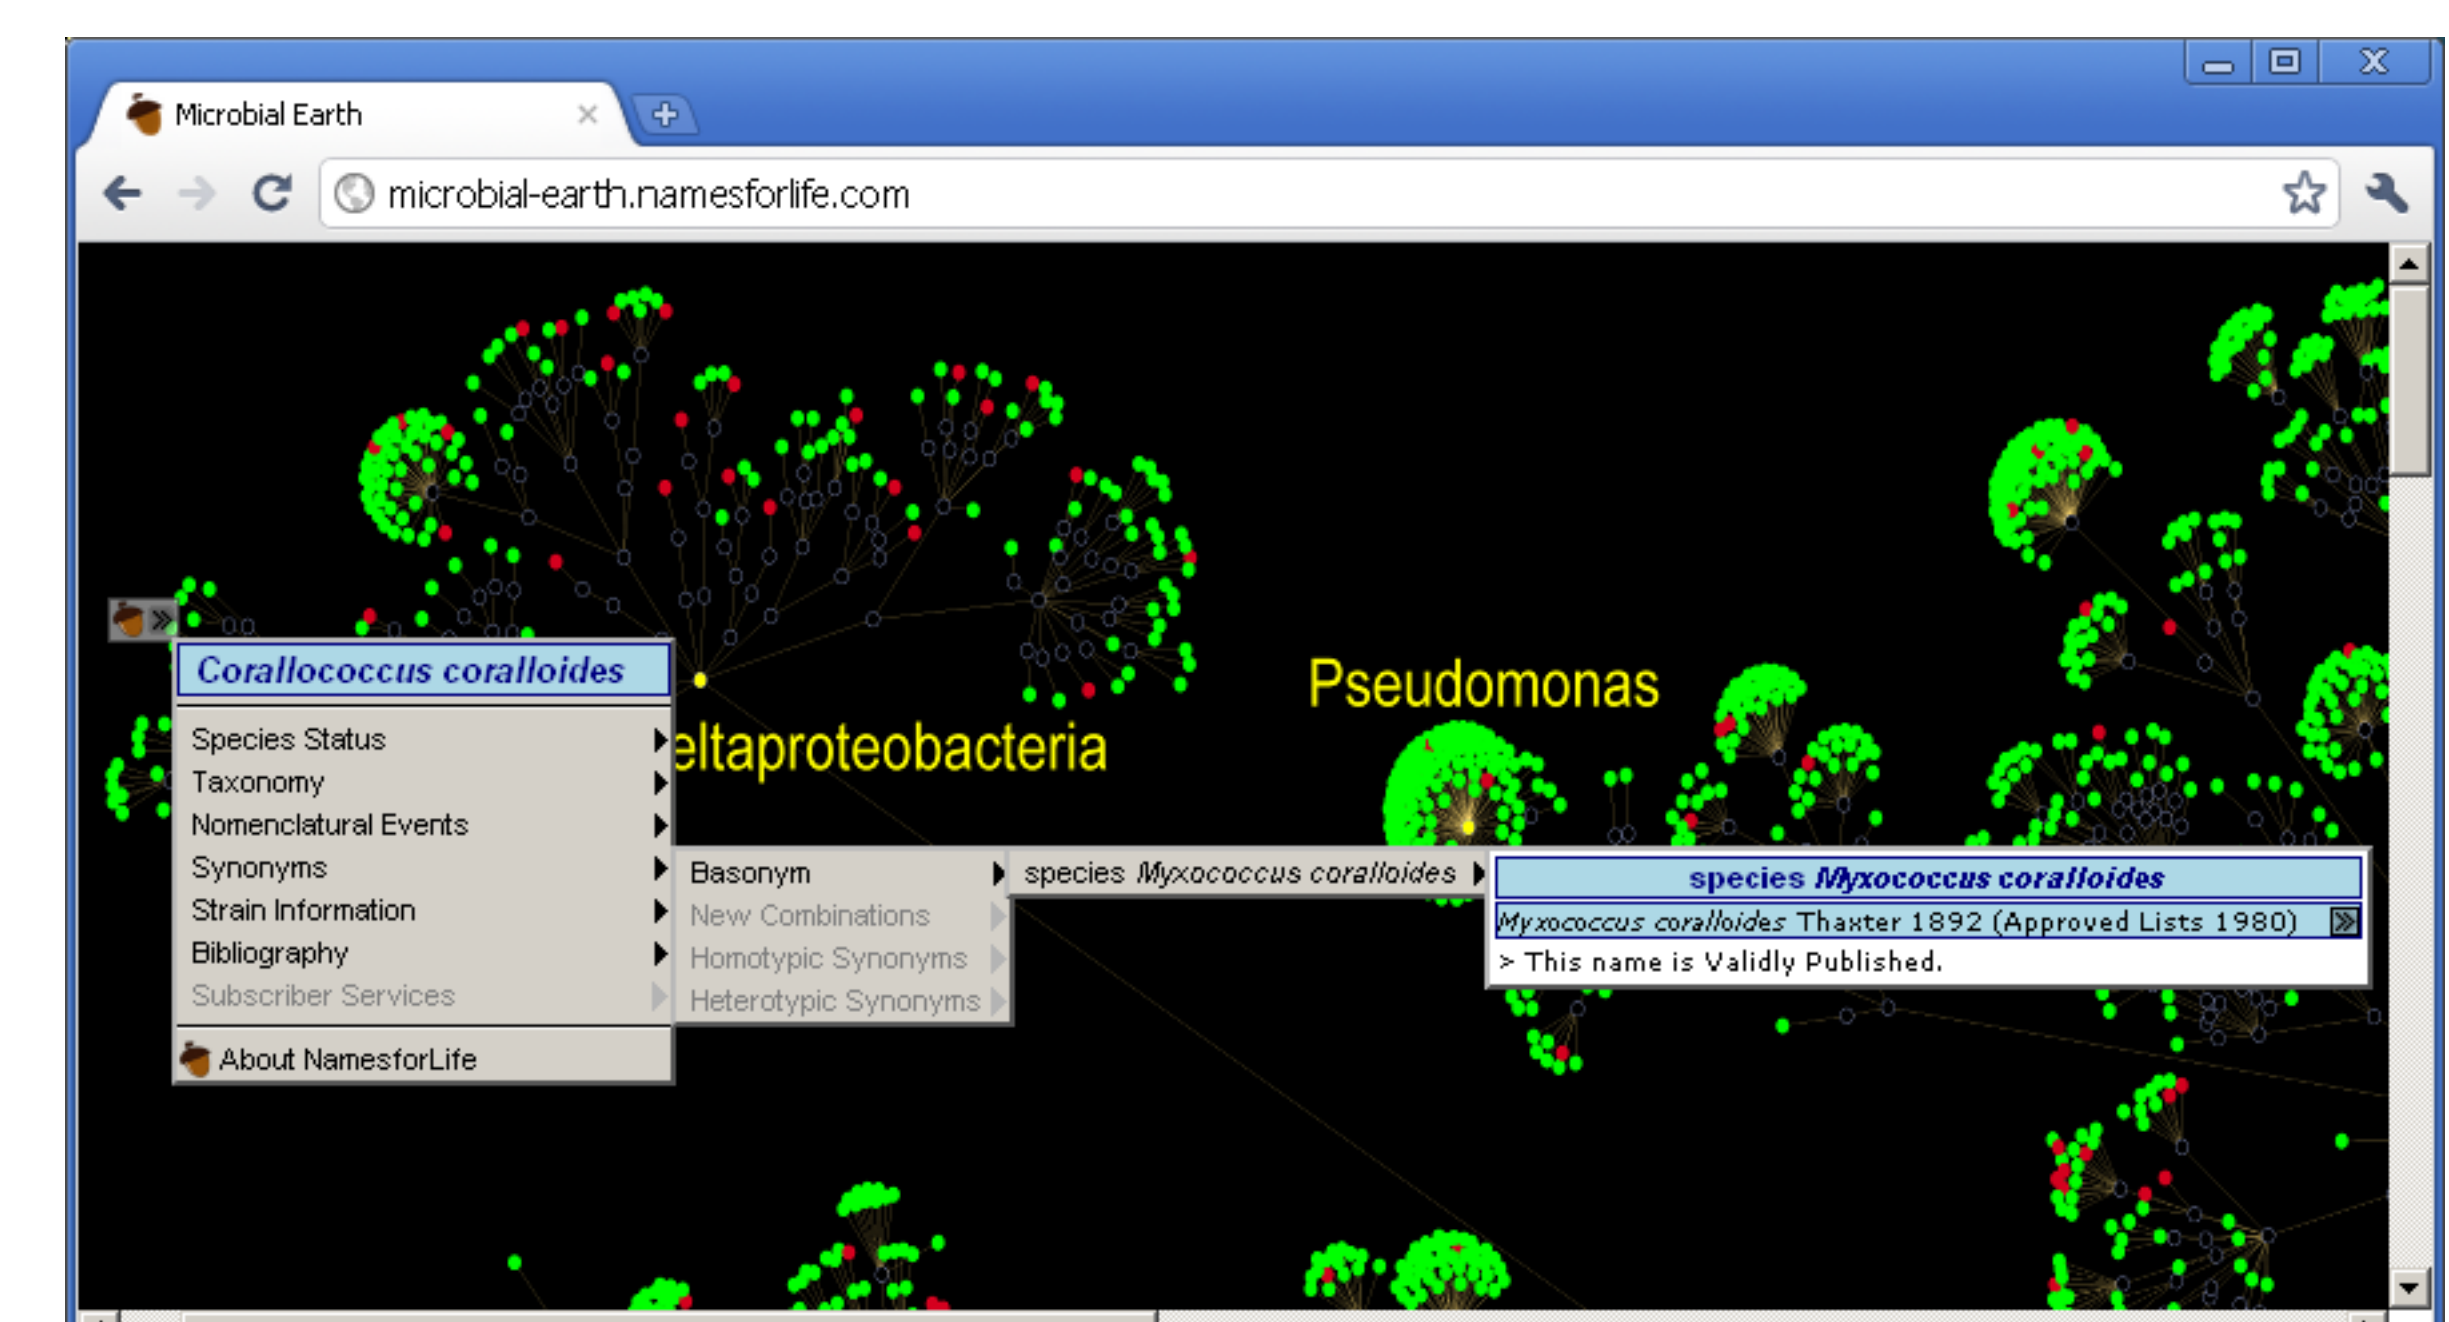 Microbial Earth
microbial-earth.namesforlife.com
Corallococcus coralloides
Pseudomonas
eltaproteobacteria
Species Status
Taxonomy
Nomenclatural Events
Synonyms
Strain Information
Bibliography
Subscriber Services
About NamesforLife
Basonym
New Combinations
Homotypic Synonyms
Heterotypic Synonyms
species Myxococcus coralloides
species Myxococcus coralloides
Myxococcus coralloides Thaxter 1892 (Approved Lists 1980)
> This name is Validly Published.